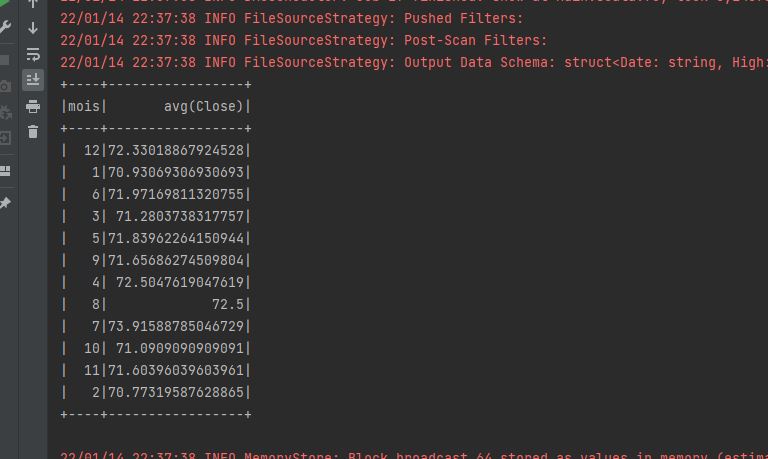 22/01/14 22:37:38 INFO FileSourceStrategy: Pushed Filters:
22/01/14 22:37:38 INFO FileSourceStrategy: Post-Scan Filters:
22/01/14 22:37:38 INFO FileSourceStrategy: Output Data Schema: struct<Date: string, High:
+----+-----------------+
|mois|       avg(Close)|
+----+-----------------+
|  12|72.33018867924528|
|   1|70.93069306930693|
|   6|71.97169811320755|
|   3| 71.2803738317757|
|   5|71.83962264150944|
|   9|71.65686274509804|
|   4| 72.5047619047619|
|   8|             72.5|
|   7|73.91588785046729|
|  10| 71.0909090909091|
|  11|71.60396039603961|
|   2|70.77319587628865|
+----+-----------------+
22/01/14 22:37:38 INFO MemoryStore: Block broadcast_64 stored as values in memory (estima